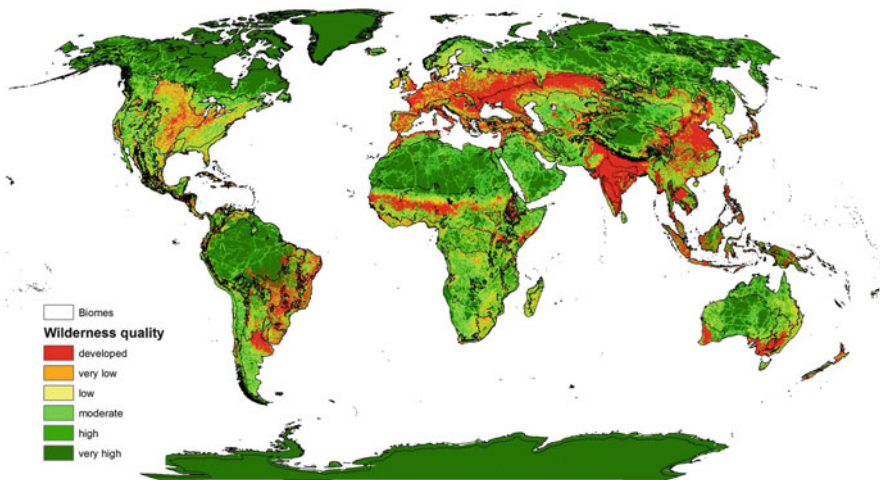 Biomes
Wilderness quality
developed
very low
low
moderate
high
very high